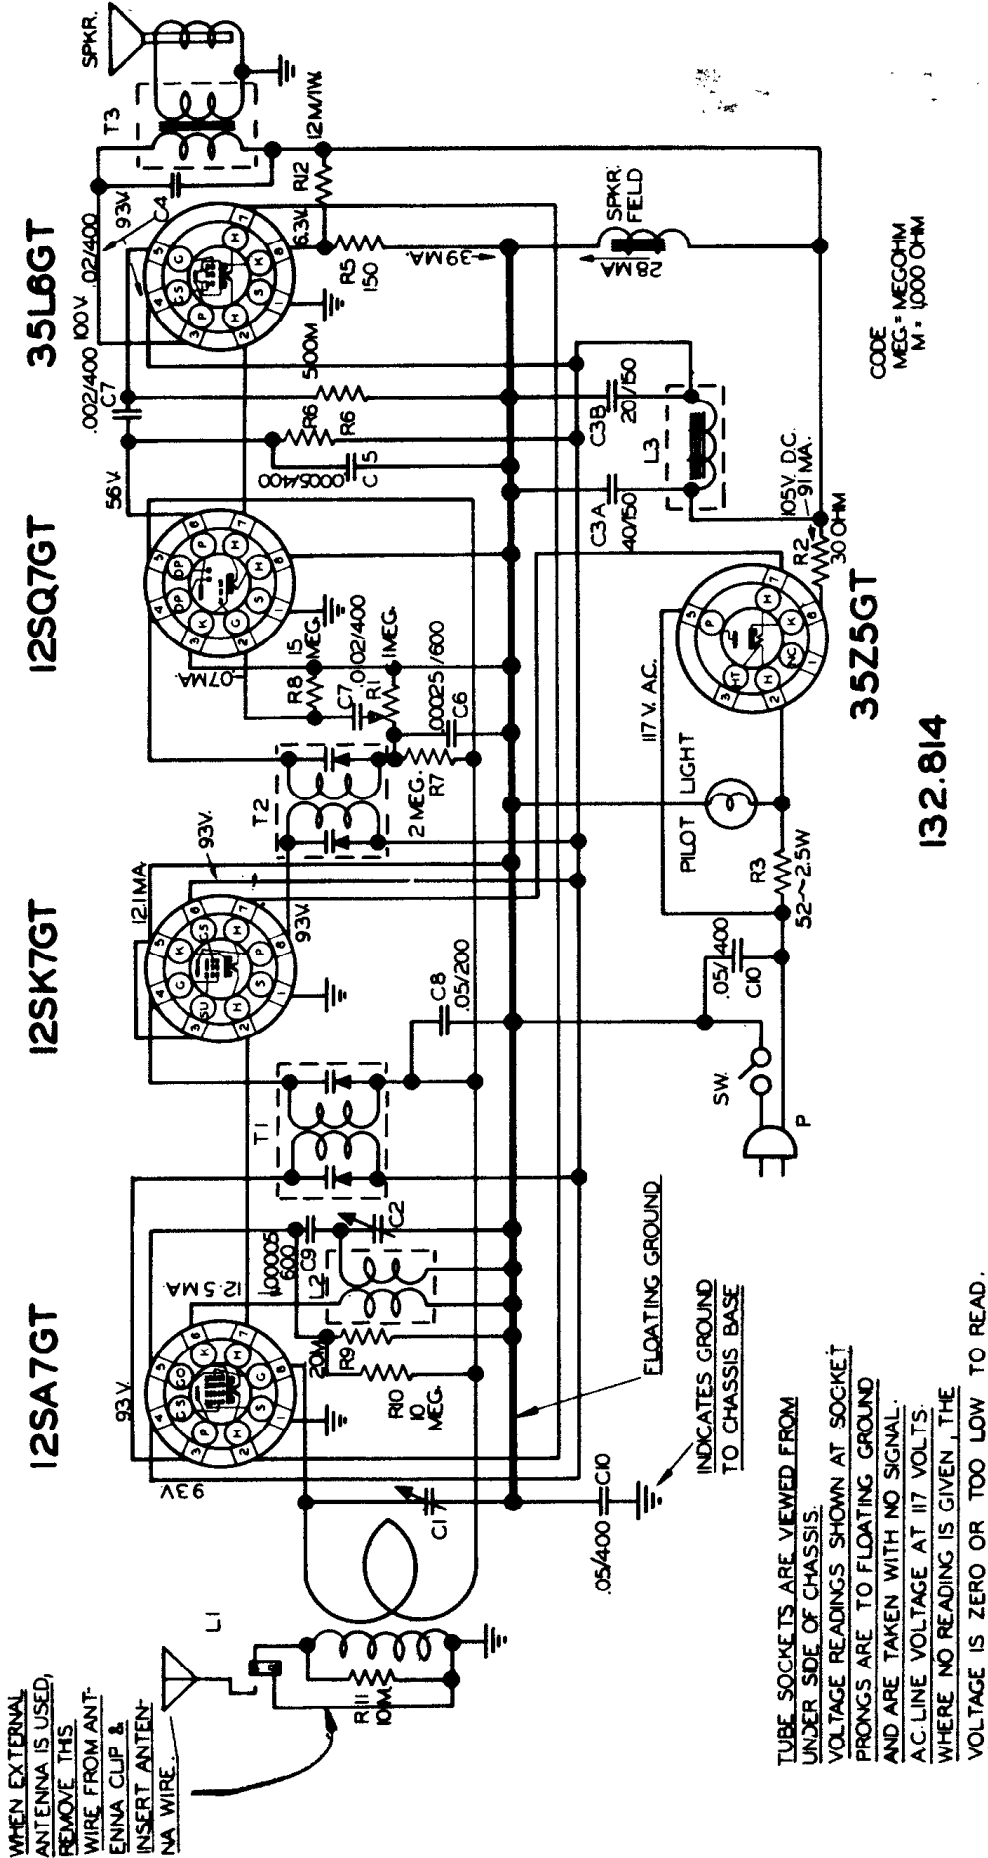 WHEN EXTERNAL
ANTENNA IS USED,
REMOVE THIS
WIRE FROM ANT-
ENNA CLIP &
INSERT ANTEN-
NA WIRE.
12SA7GT
12SK7GT
12SQ7GT
35L6GT
SPKR.
T3
93V.
93V
12.5 MA.
.00005
600
C9
C2
L2
20M
R9
R10
10
MEG.
L1
R11
10M
C1
.05/400
C10
T1
12.1 MA.
93V.
93V.
C8
.05/200
T2
2 MEG.
R7
.00025/600
C6
.07MA.
15
MEG.
R8
C7
.002/400
R1
1MEG.
56V.
.002/400
C7
100V.
.02/400
93V.
C4
.0005/400
C5
R6
R6
500M
6.3V.
R12
12M/1W.
R5
150
39MA.
28MA
SPKR.
FIELD
C3A
40/150
C3B
20/150
L3
105V. D.C.
91 MA.
R2
30 OHM
35Z5GT
117 V. A.C.
PILOT LIGHT
R3
52~2.5W
.05/400
C10
SW.
P
FLOATING GROUND
INDICATES GROUND
TO CHASSIS BASE
CODE
MEG.= MEGOHM
M = 1,000 OHM
132.814
TUBE SOCKETS ARE VIEWED FROM
UNDER SIDE OF CHASSIS.
VOLTAGE READINGS SHOWN AT SOCKET
PRONGS ARE TO FLOATING GROUND
AND ARE TAKEN WITH NO SIGNAL.
A.C. LINE VOLTAGE AT 117 VOLTS.
WHERE NO READING IS GIVEN, THE
VOLTAGE IS ZERO OR TOO LOW TO READ.